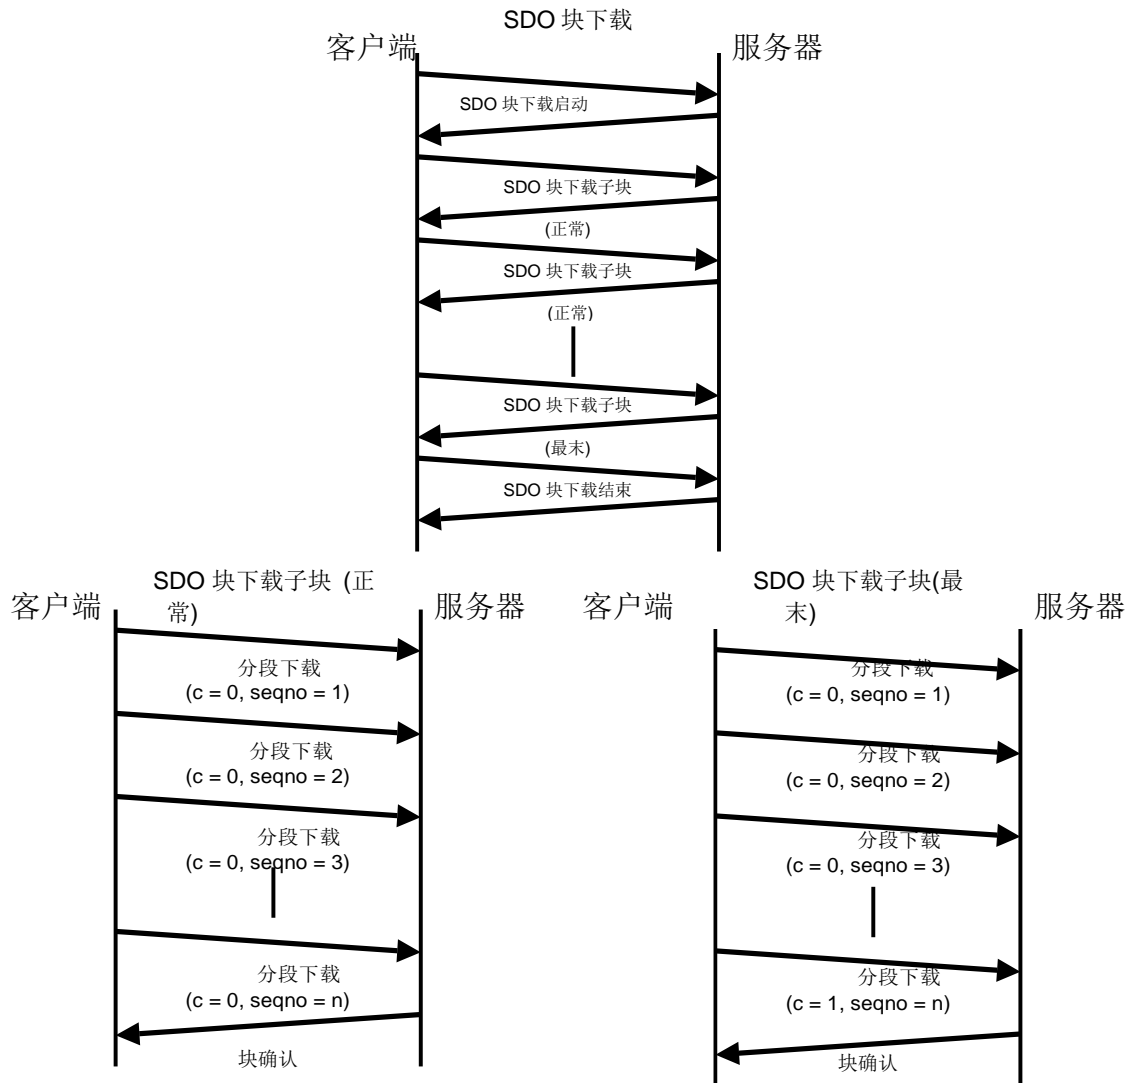 SDO 块下载
客户端
服务器
SDO 块下载启动
SDO 块下载子块
(正常)
SDO 块下载子块
(正常)
SDO 块下载子块
(最末)
SDO 块下载结束
SDO 块下载子块 (正
常)
客户端
服务器
分段下载
(c = 0, seqno = 1)
分段下载
(c = 0, seqno = 2)
分段下载
(c = 0, seqno = 3)
分段下载
(c = 0, seqno = n)
块确认
SDO 块下载子块(最
末)
客户端
服务器
分段下载
(c = 0, seqno = 1)
分段下载
(c = 0, seqno = 2)
分段下载
(c = 0, seqno = 3)
分段下载
(c = 1, seqno = n)
块确认